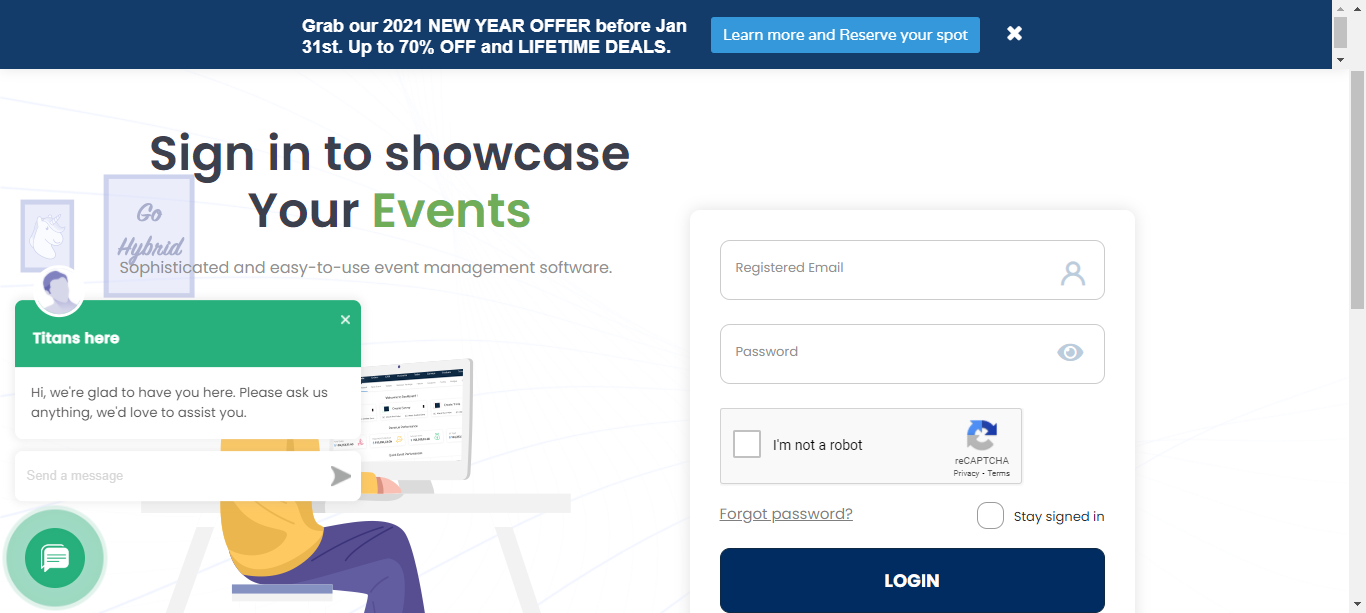 Grab our 2021 NEW YEAR OFFER before Jan
31st. Up to 70% OFF and LIFETIME DEALS.
Learn more and Reserve your spot
Sign in to showcase
Your Events
Go
Hybrid
Sophisticated and easy-to-use event management software.
Titans here
Hi, we're glad to have you here. Please ask us
anything, we'd love to assist you.
Send a message
Registered Email
Password
I'm not a robot
reCAPTCHA
Privacy - Terms
Forgot password?
Stay signed in
LOGIN